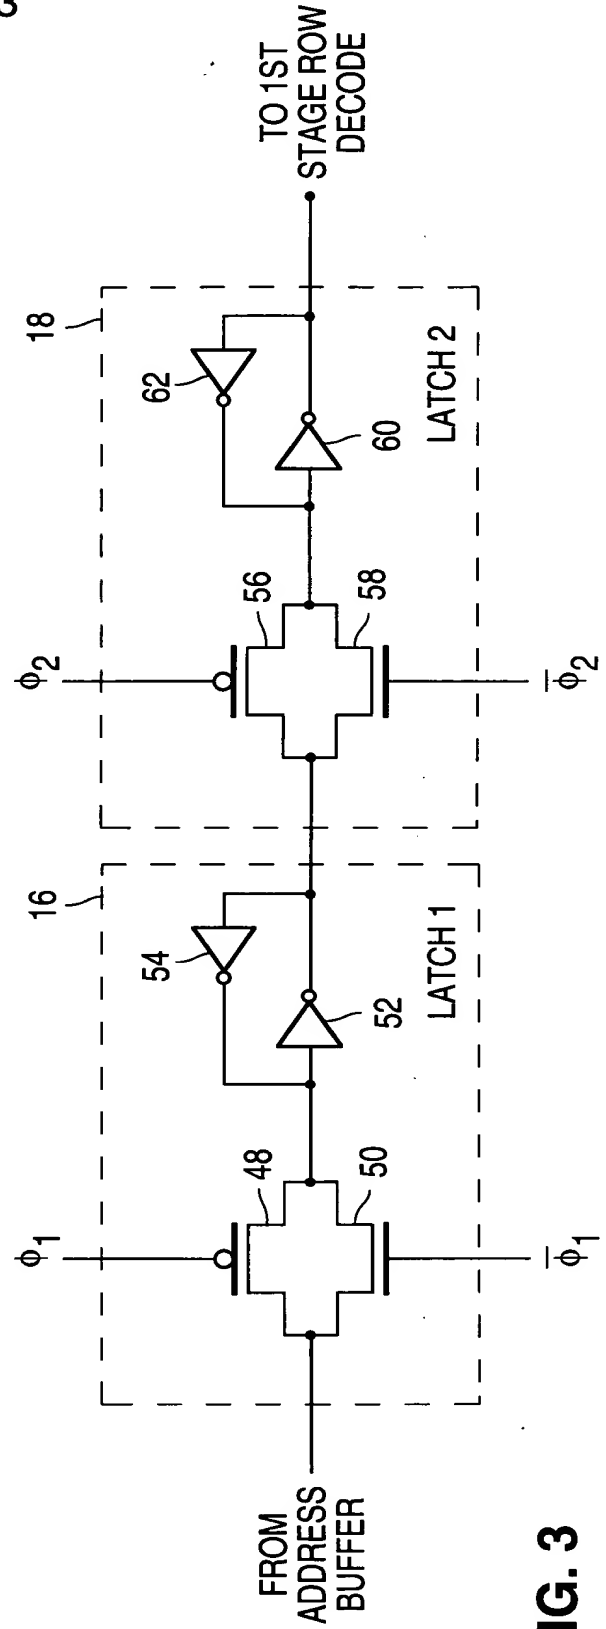 TO 1ST
STAGE ROW
DECODE
18
62
60
LATCH 2
56
58
ϕ2
ϕ̅2
16
54
52
LATCH 1
48
50
ϕ1
ϕ̅1
FROM
ADDRESS
BUFFER
IG. 3